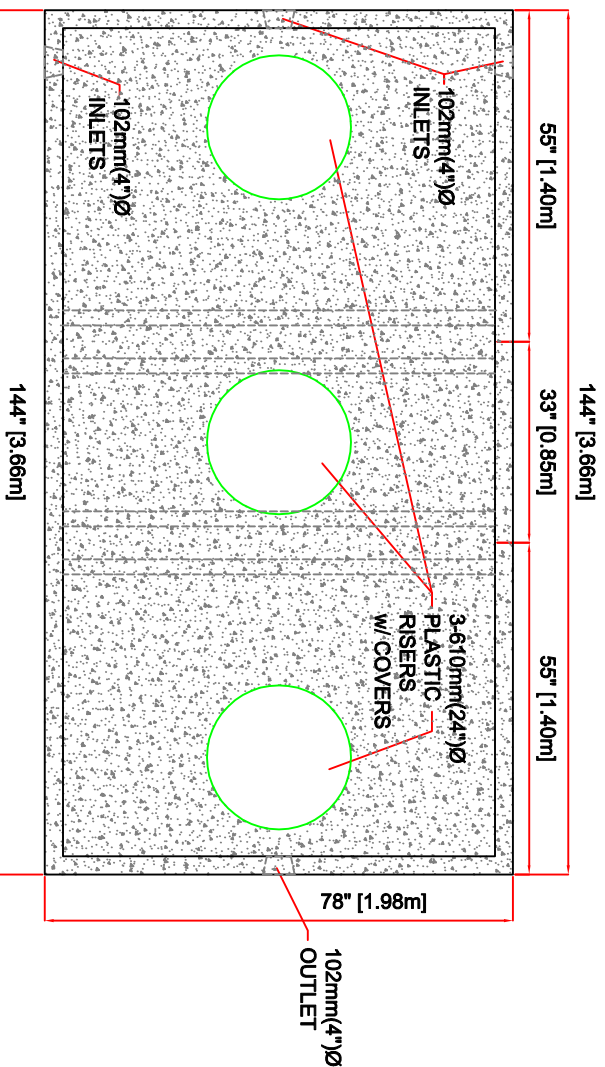 144" [3.66m]
55" [1.40m]
33" [0.85m]
55" [1.40m]
102mm(4")Ø
INLETS
3-610mm(24")Ø
PLASTIC
RISERS
w/ COVERS
78" [1.98m]
102mm(4")Ø
OUTLET
102mm(4")Ø
INLETS
144" [3.66m]